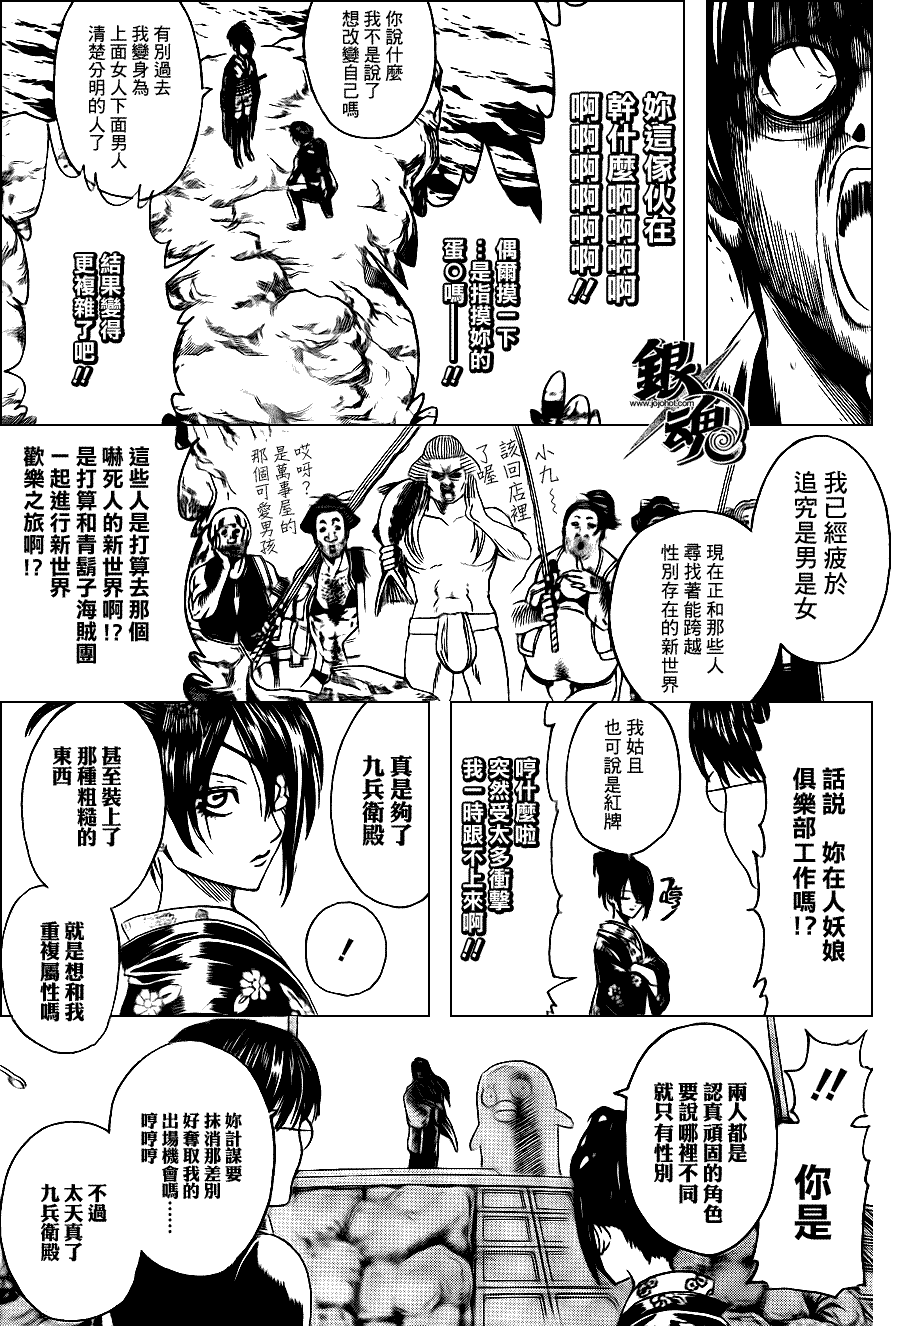 妳這傢伙在
幹什麼啊啊啊啊
啊啊啊啊啊啊!!
你說什麼
我不是說了
想改變自己嗎
有別過去
我變身為
上面女人下面男人
清楚分明的人了
偶爾摸一下
…是指摸妳的
蛋〇嗎——!!
結果變得
更複雜了吧!!
銀魂
www.jojohot.com
我已經疲於
追究是男是女
現在正和那些人
尋找著能跨越
性別存在的新世界
小九~
該回店裡
了喔
哎呀?
是萬事屋的
那個可愛男孩
這些人是打算去那個
嚇死人的新世界啊!?
是打算和青鬍子海賊團
一起進行新世界
歡樂之旅啊!?
話說 妳在人妖娘
俱樂部工作嗎!?
我姑且
也可說是紅牌
哼
哼什麼啦
突然受太多衝擊
我一時跟不上來啊!!
真是夠了
九兵衛殿
!
甚至裝上了
那種粗糙的
東西
就是想和我
重複屬性嗎
!!
你是
兩人都是
認真頑固的角色
要說哪裡不同
就只有性別
妳計謀要
抹消那差別
好奪取我的
出場機會嗎……
哼哼哼
不過
太天真了
九兵衛殿